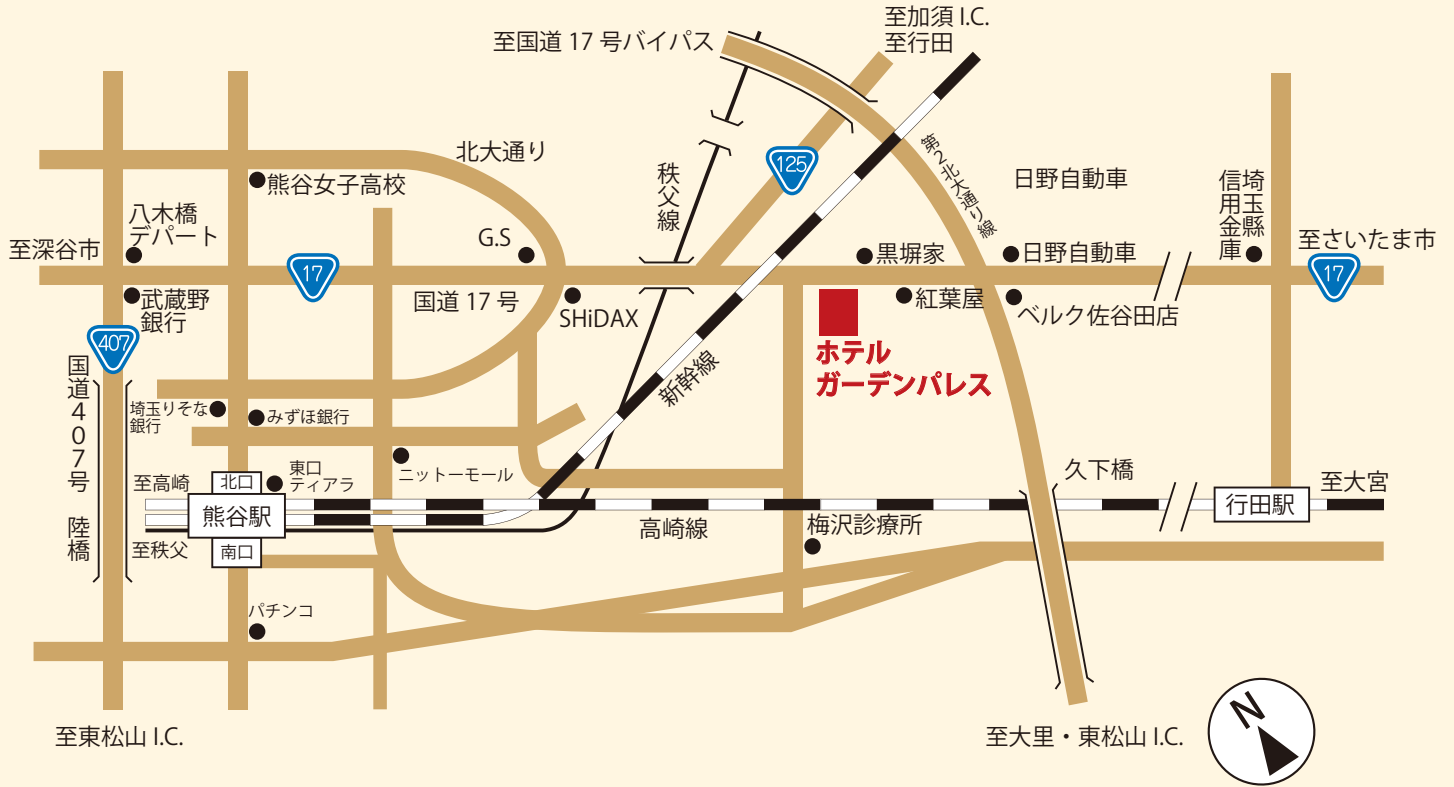 至加須 I.C.
至行田
至国道 17 号バイパス
北大通り
125
第2北大通り線
秩父線
熊谷女子高校
日野自動車
埼玉縣
信用金庫
八木橋
デパート
至深谷市
G.S
黒塀家
日野自動車
至さいたま市
17
17
武蔵野
銀行
国道 17 号
SHiDAX
紅葉屋
ベルク佐谷田店
407
ホテル
ガーデンパレス
国道407号 陸橋
新幹線
埼玉りそな
銀行
みずほ銀行
東口
ティアラ
ニットーモール
久下橋
至高崎
北口
熊谷駅
南口
至秩父
高崎線
梅沢診療所
行田駅
至大宮
パチンコ
至東松山 I.C.
至大里・東松山 I.C.
N